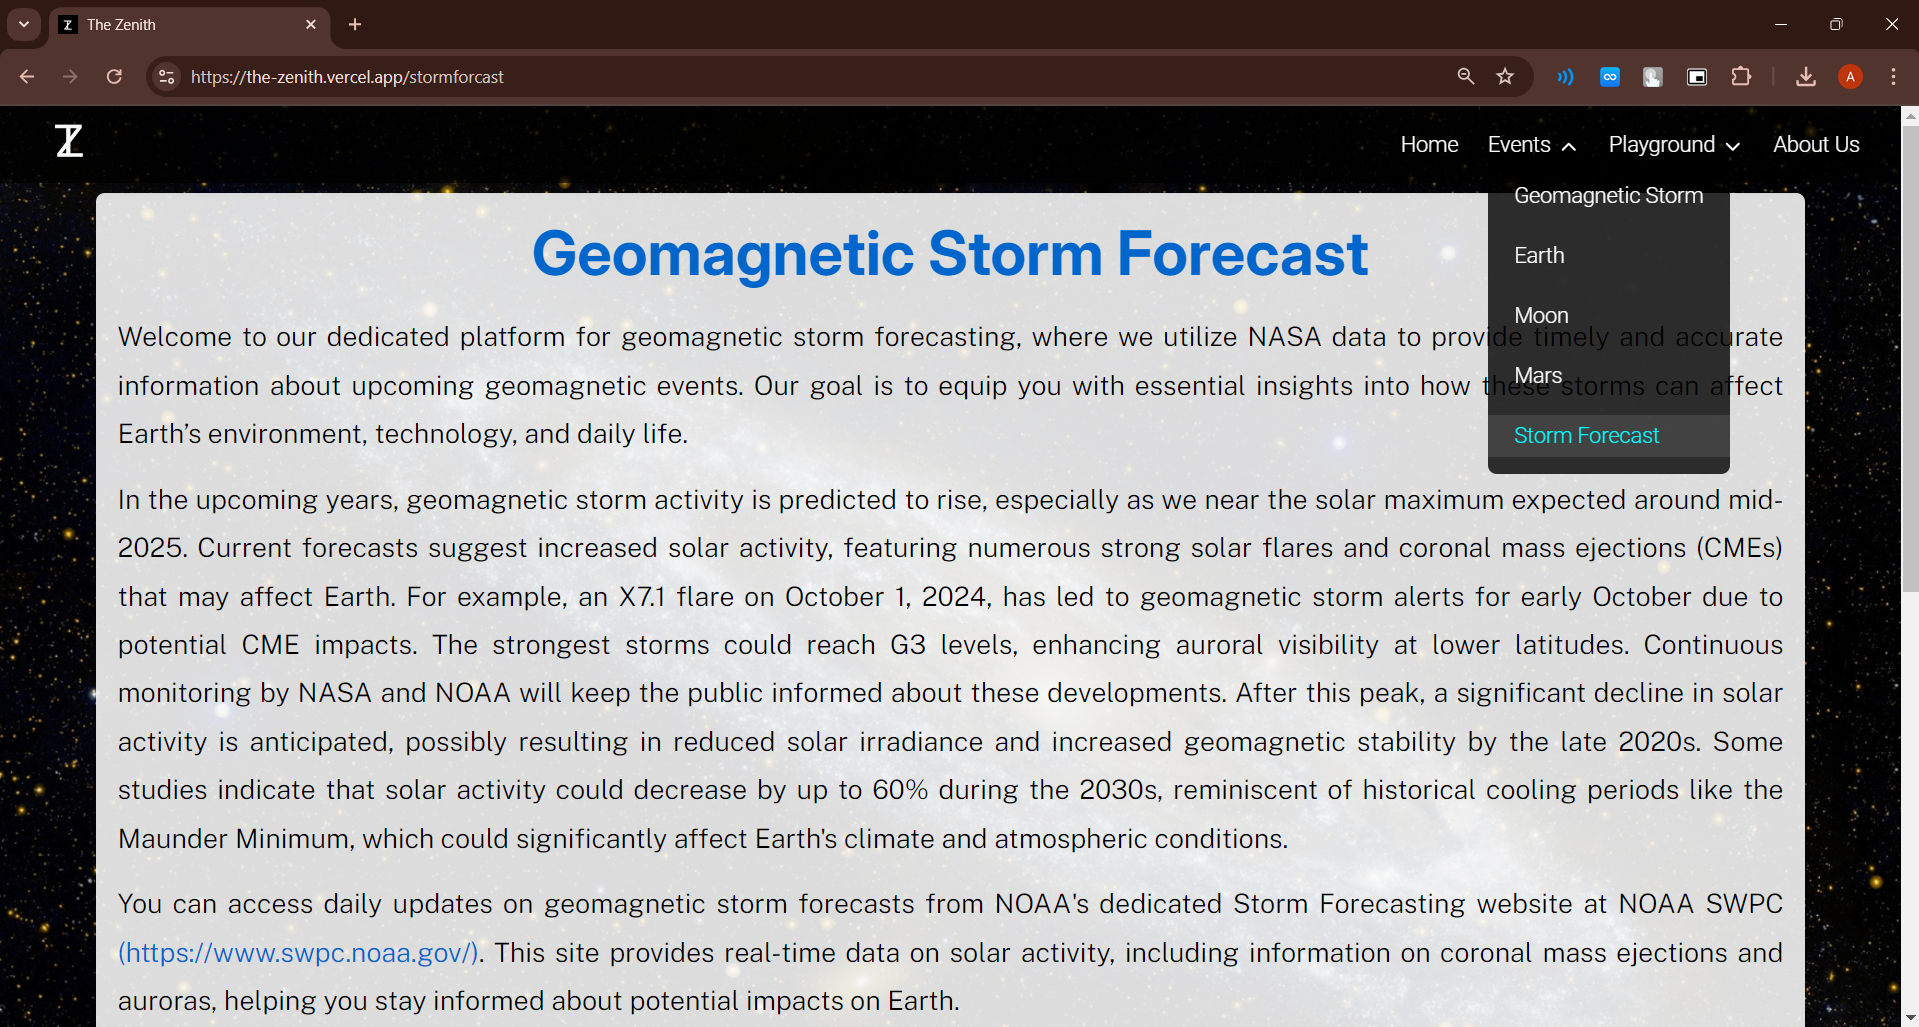 The Zenith
https://the-zenith.vercel.app/stormforcast
A
Home Events Playground About Us
Geomagnetic Storm
Earth
Moon
Mars
Storm Forecast
Geomagnetic Storm Forecast
Welcome to our dedicated platform for geomagnetic storm forecasting, where we utilize NASA data to provide timely and accurate
information about upcoming geomagnetic events. Our goal is to equip you with essential insights into how these storms can affect
Earth’s environment, technology, and daily life.
In the upcoming years, geomagnetic storm activity is predicted to rise, especially as we near the solar maximum expected around mid-
2025. Current forecasts suggest increased solar activity, featuring numerous strong solar flares and coronal mass ejections (CMEs)
that may affect Earth. For example, an X7.1 flare on October 1, 2024, has led to geomagnetic storm alerts for early October due to
potential CME impacts. The strongest storms could reach G3 levels, enhancing auroral visibility at lower latitudes. Continuous
monitoring by NASA and NOAA will keep the public informed about these developments. After this peak, a significant decline in solar
activity is anticipated, possibly resulting in reduced solar irradiance and increased geomagnetic stability by the late 2020s. Some
studies indicate that solar activity could decrease by up to 60% during the 2030s, reminiscent of historical cooling periods like the
Maunder Minimum, which could significantly affect Earth's climate and atmospheric conditions.
You can access daily updates on geomagnetic storm forecasts from NOAA's dedicated Storm Forecasting website at NOAA SWPC
(https://www.swpc.noaa.gov/). This site provides real-time data on solar activity, including information on coronal mass ejections and
auroras, helping you stay informed about potential impacts on Earth.